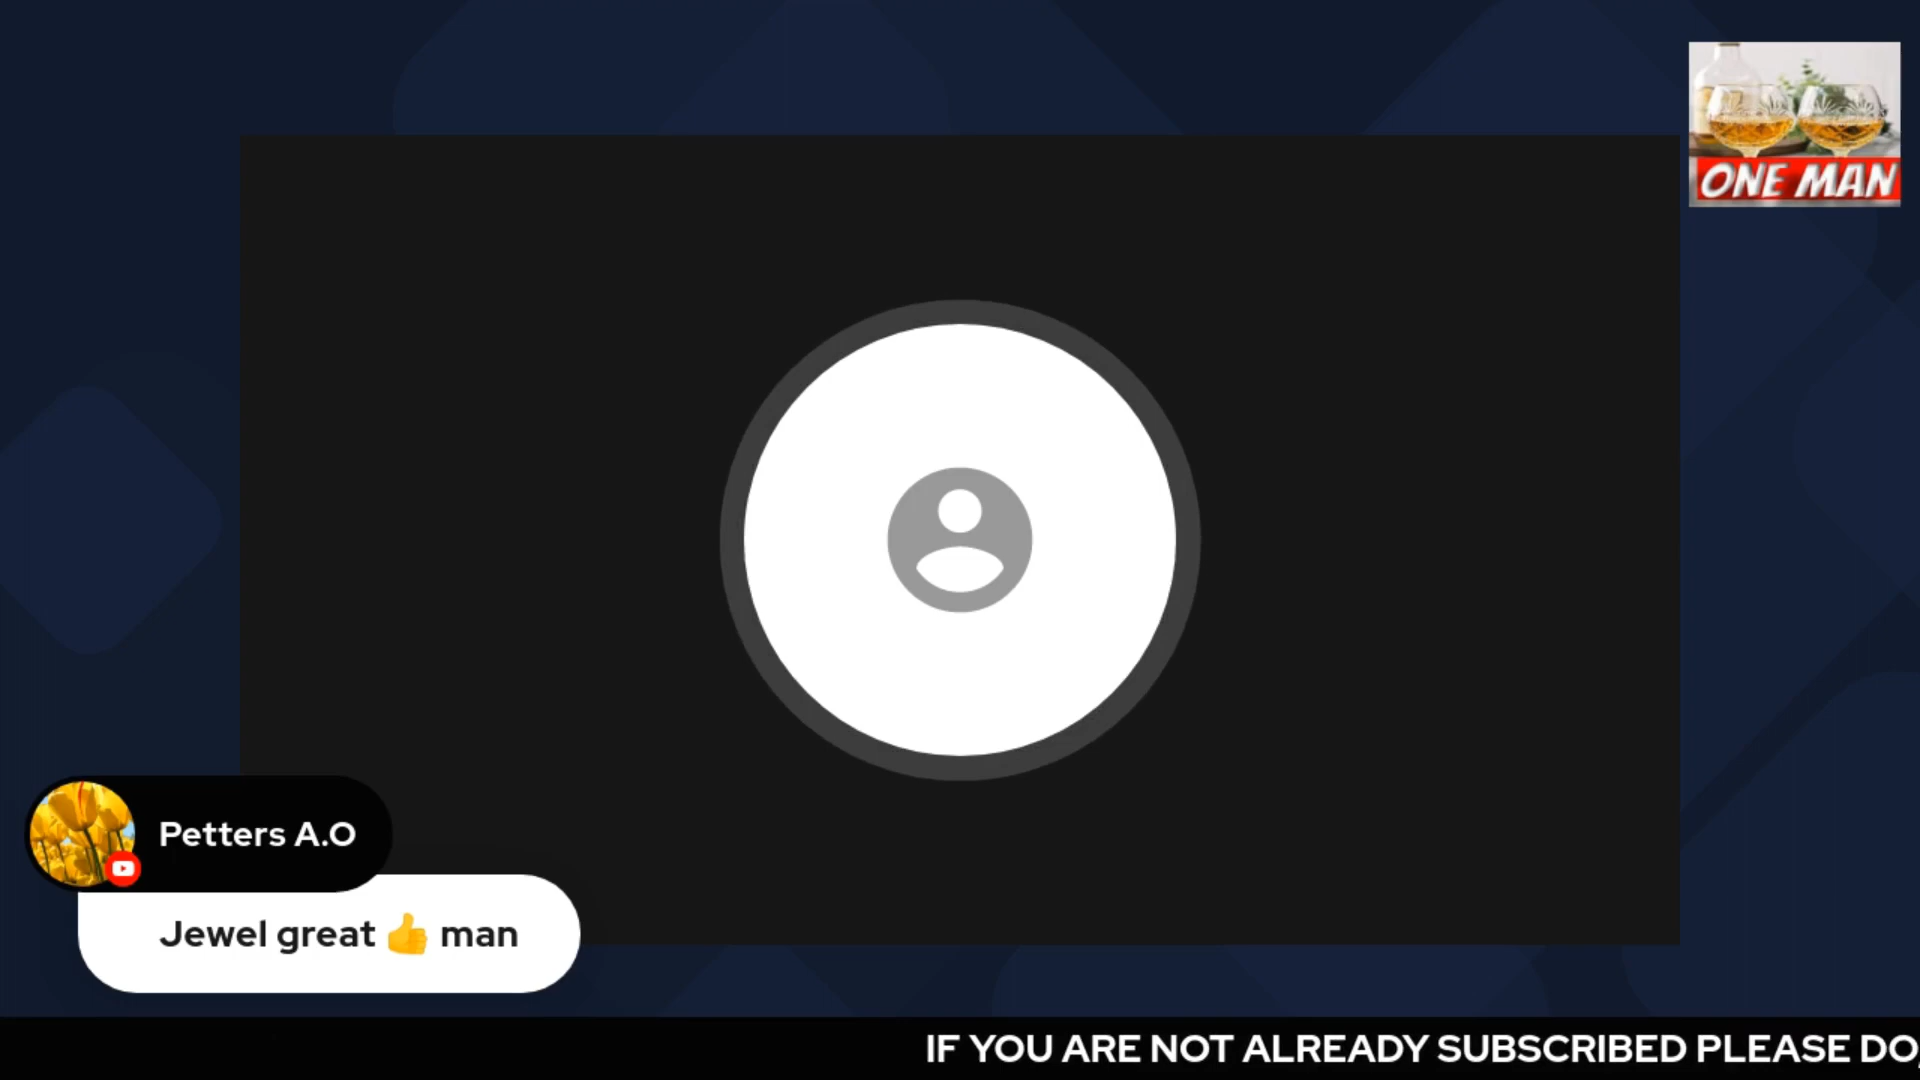 ONE MAN
Petters A.O
Jewel great 👍 man
IF YOU ARE NOT ALREADY SUBSCRIBED PLEASE DO